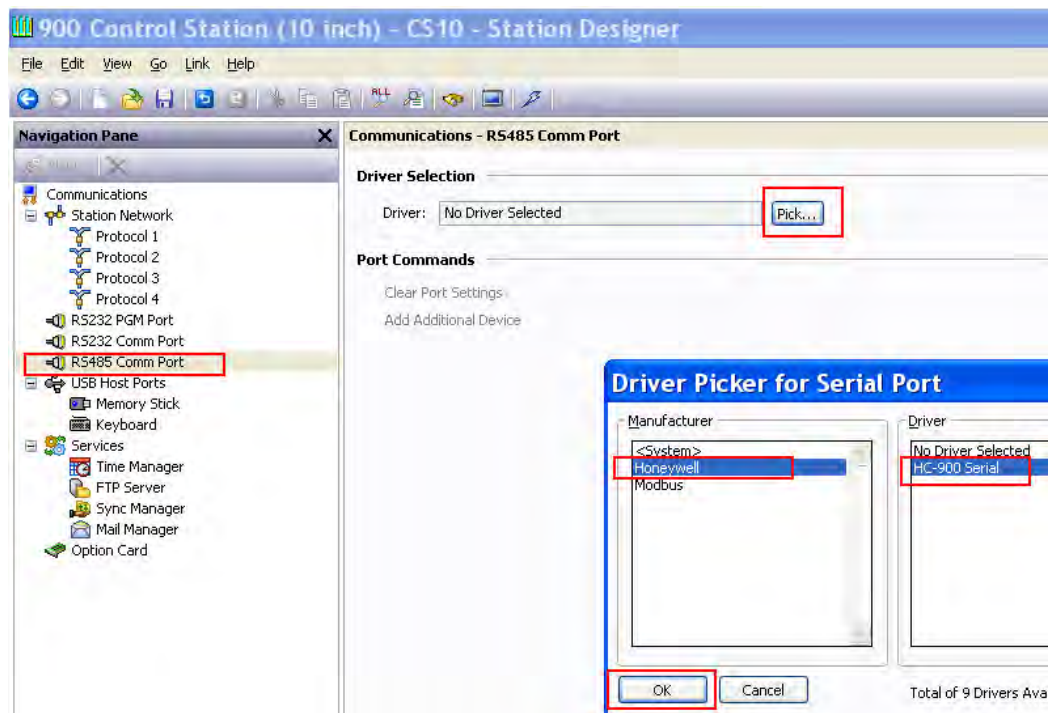 900 Control Station (10 inch) - CS10 - Station Designer
File Edit View Go Link Help
ALL
Navigation Pane X
Communications - RS485 Comm Port
Communications
Station Network
Protocol 1
Protocol 2
Protocol 3
Protocol 4
RS232 PGM Port
RS232 Comm Port
RS485 Comm Port
USB Host Ports
Memory Stick
Keyboard
Services
Time Manager
FTP Server
Sync Manager
Mail Manager
Option Card
Driver Selection
Driver: No Driver Selected Pick...
Port Commands
Clear Port Settings
Add Additional Device
Driver Picker for Serial Port
Manufacturer
<System>
Honeywell
Modbus
Driver
No Driver Selected
HC-900 Serial
OK Cancel
Total of 9 Drivers Ava